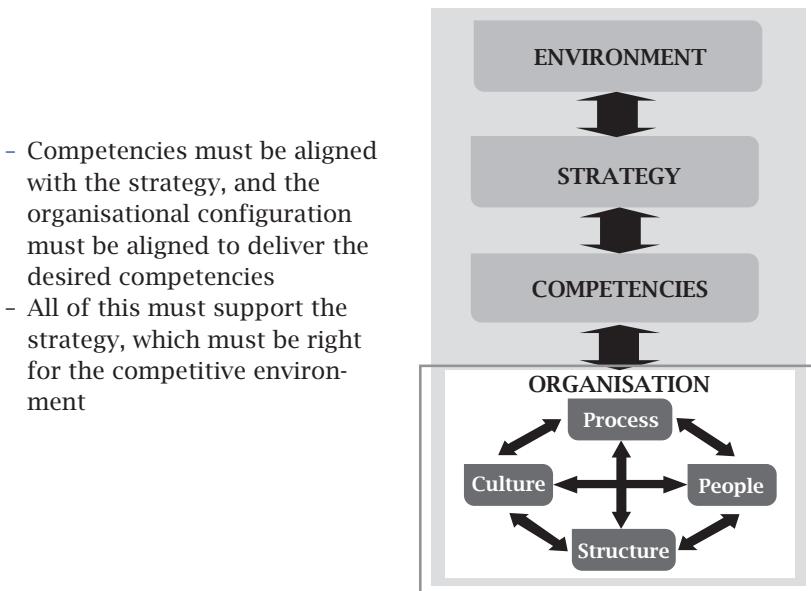 – Competencies must be aligned
with the strategy, and the
organisational configuration
must be aligned to deliver the
desired competencies
– All of this must support the
strategy, which must be right
for the competitive environ-
ment
ENVIRONMENT
STRATEGY
COMPETENCIES
ORGANISATION
Process
Culture
People
Structure